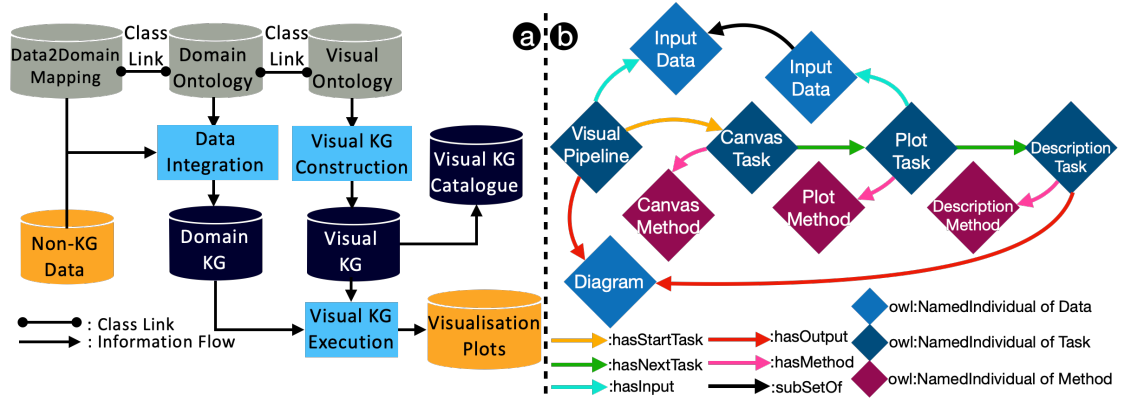 Data2Domain
Mapping
Class
Link
Domain
Ontology
Class
Link
Visual
Ontology
a
Data
Integration
Visual KG
Construction
Visual KG
Catalogue
Non-KG
Data
Domain
KG
Visual
KG
Visual KG
Execution
Visualisation
Plots
: Class Link
: Information Flow
b
Input
Data
Input
Data
Visual
Pipeline
Canvas
Task
Plot
Task
Description
Task
Canvas
Method
Plot
Method
Description
Method
Diagram
:hasStartTask
:hasNextTask
:hasInput
:hasOutput
:hasMethod
:subSetOf
owl:NamedIndividual of Data
owl:NamedIndividual of Task
owl:NamedIndividual of Method